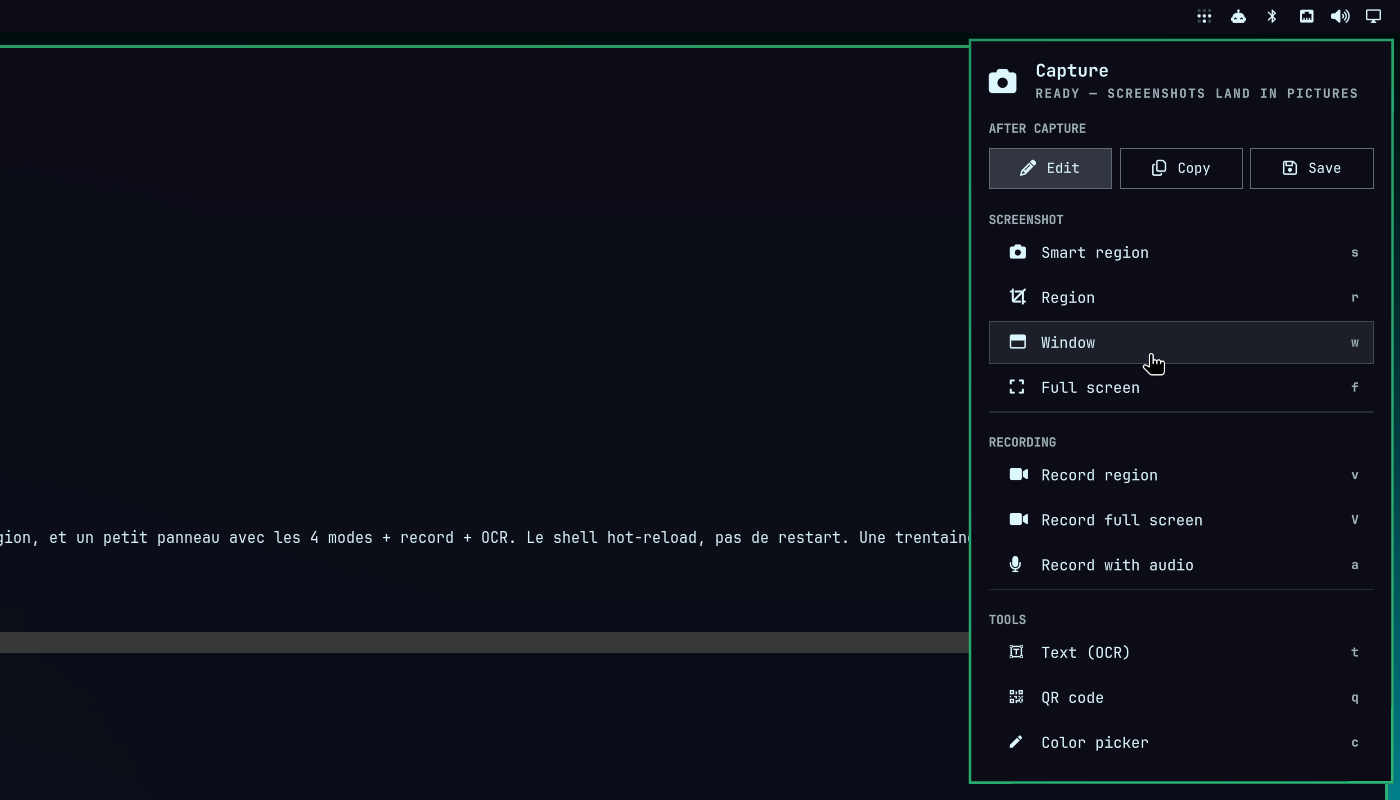 Capture
READY — SCREENSHOTS LAND IN PICTURES
AFTER CAPTURE
Edit Copy Save
SCREENSHOT
Smart region s
Region r
Window w
Full screen f
RECORDING
Record region v
Record full screen V
et un petit panneau avec les 4 modes + record + OCR. Le shell hot-reload, pas de restart. Une
Record with audio a
TOOLS
Text (OCR) t
QR code q
Color picker c